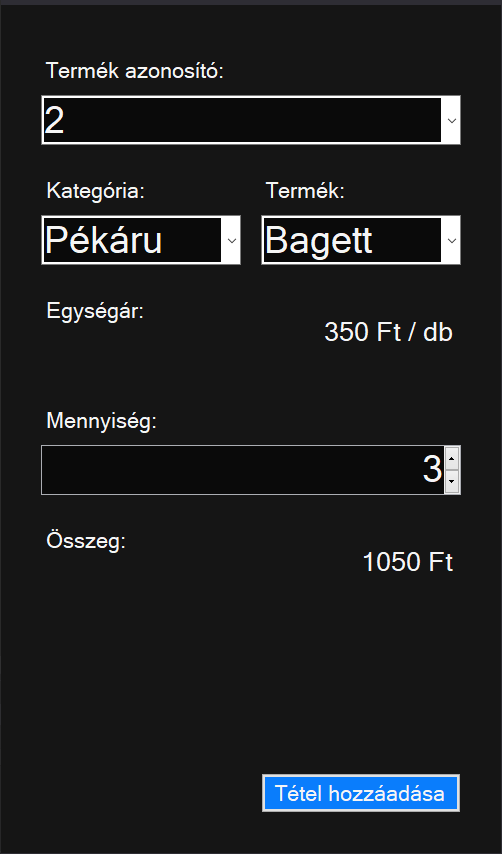 Termék azonosító:
2
Kategória: Termék:
Pékáru Bagett
Egységár:
350 Ft / db
Mennyiség:
3
Összeg:
1050 Ft
Tétel hozzáadása